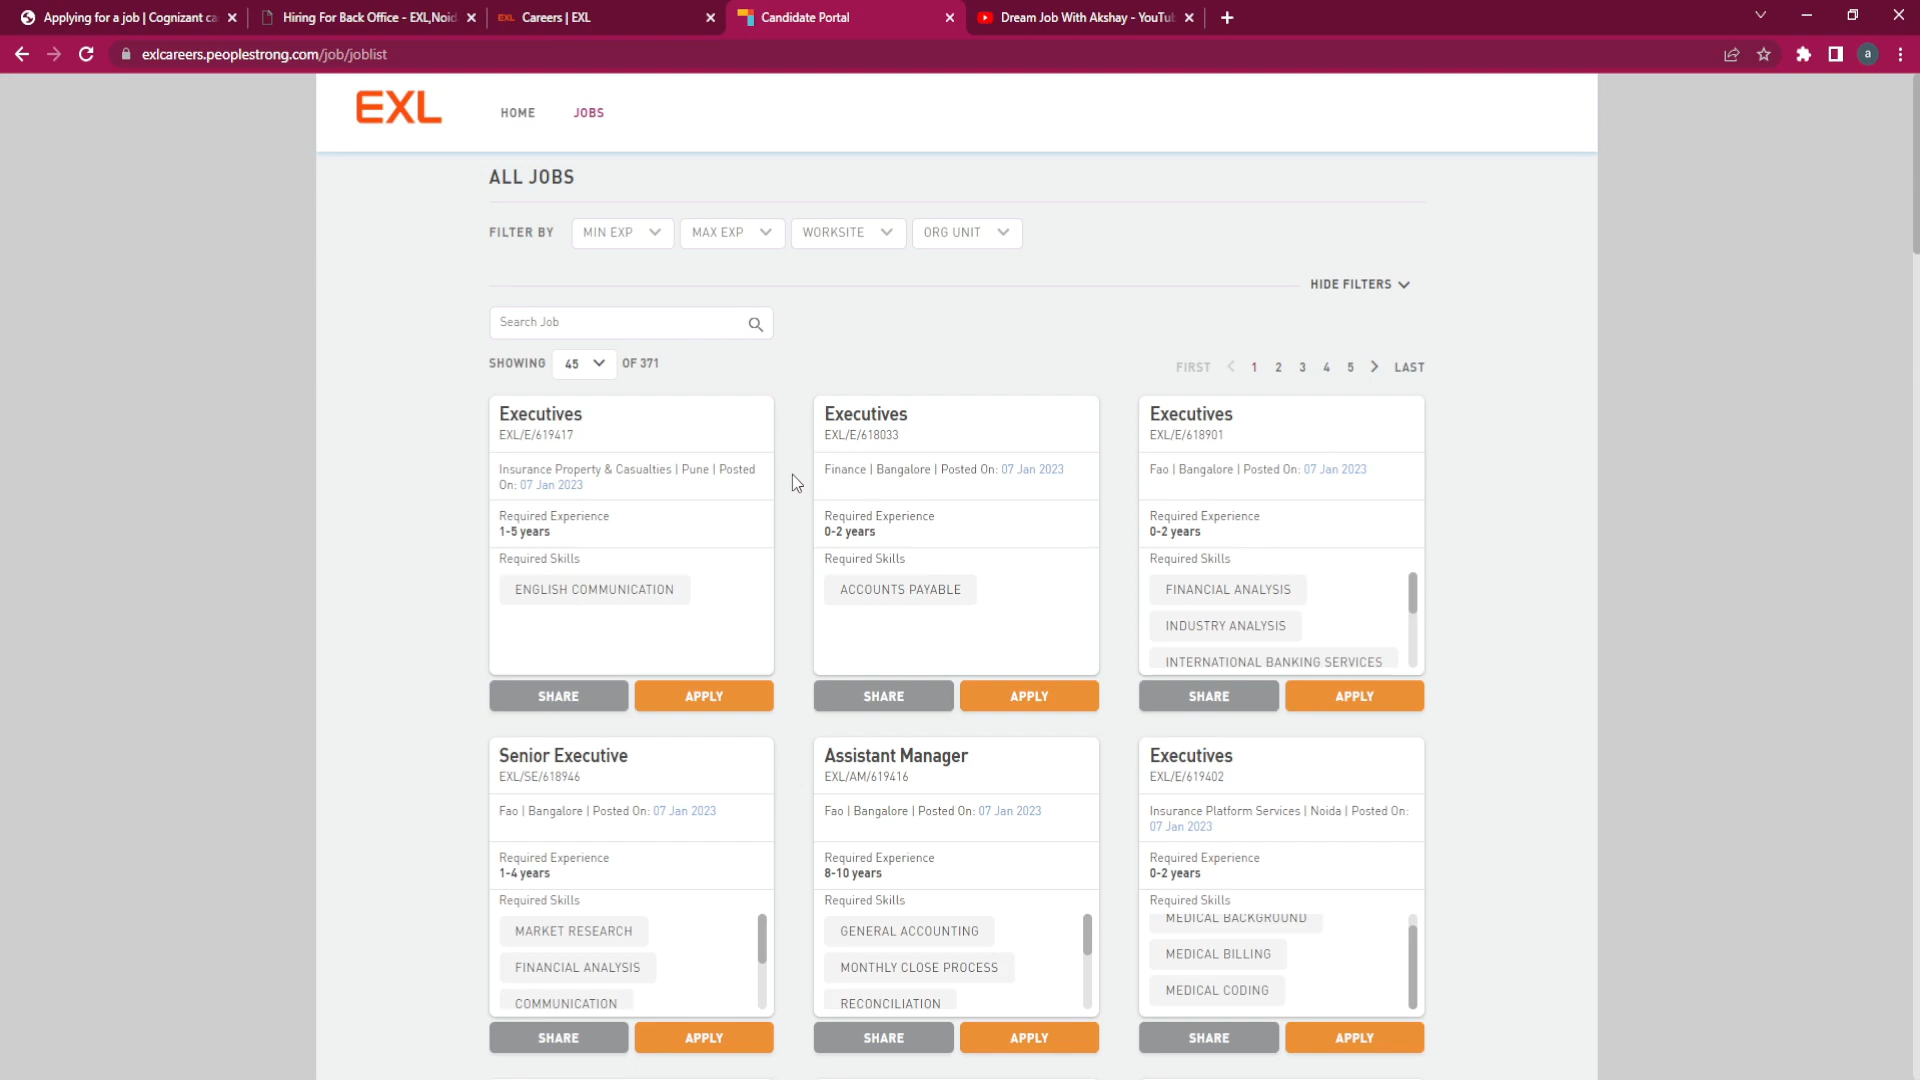 Applying for a job | Cognizant ca
Hiring For Back Office - EXL,Noid
EXL Careers | EXL
Candidate Portal
Dream Job With Akshay - YouTu
exlcareers.peoplestrong.com/job/joblist
a
EXL
HOME
JOBS
ALL JOBS
FILTER BY
MIN EXP
MAX EXP
WORKSITE
ORG UNIT
HIDE FILTERS
Search Job
SHOWING 45 OF 371
FIRST 1 2 3 4 5 LAST
Executives
EXL/E/619417
Insurance Property & Casualties | Pune | Posted
On: 07 Jan 2023
Required Experience
1-5 years
Required Skills
ENGLISH COMMUNICATION
SHARE
APPLY
Executives
EXL/E/618033
Finance | Bangalore | Posted On: 07 Jan 2023
Required Experience
0-2 years
Required Skills
ACCOUNTS PAYABLE
SHARE
APPLY
Executives
EXL/E/618901
Fao | Bangalore | Posted On: 07 Jan 2023
Required Experience
0-2 years
Required Skills
FINANCIAL ANALYSIS
INDUSTRY ANALYSIS
INTERNATIONAL BANKING SERVICES
SHARE
APPLY
Senior Executive
EXL/SE/618946
Fao | Bangalore | Posted On: 07 Jan 2023
Required Experience
1-4 years
Required Skills
MARKET RESEARCH
FINANCIAL ANALYSIS
COMMUNICATION
SHARE
APPLY
Assistant Manager
EXL/AM/619416
Fao | Bangalore | Posted On: 07 Jan 2023
Required Experience
8-10 years
Required Skills
GENERAL ACCOUNTING
MONTHLY CLOSE PROCESS
RECONCILIATION
SHARE
APPLY
Executives
EXL/E/619402
Insurance Platform Services | Noida | Posted On:
07 Jan 2023
Required Experience
0-2 years
Required Skills
MEDICAL BACKGROUND
MEDICAL BILLING
MEDICAL CODING
SHARE
APPLY